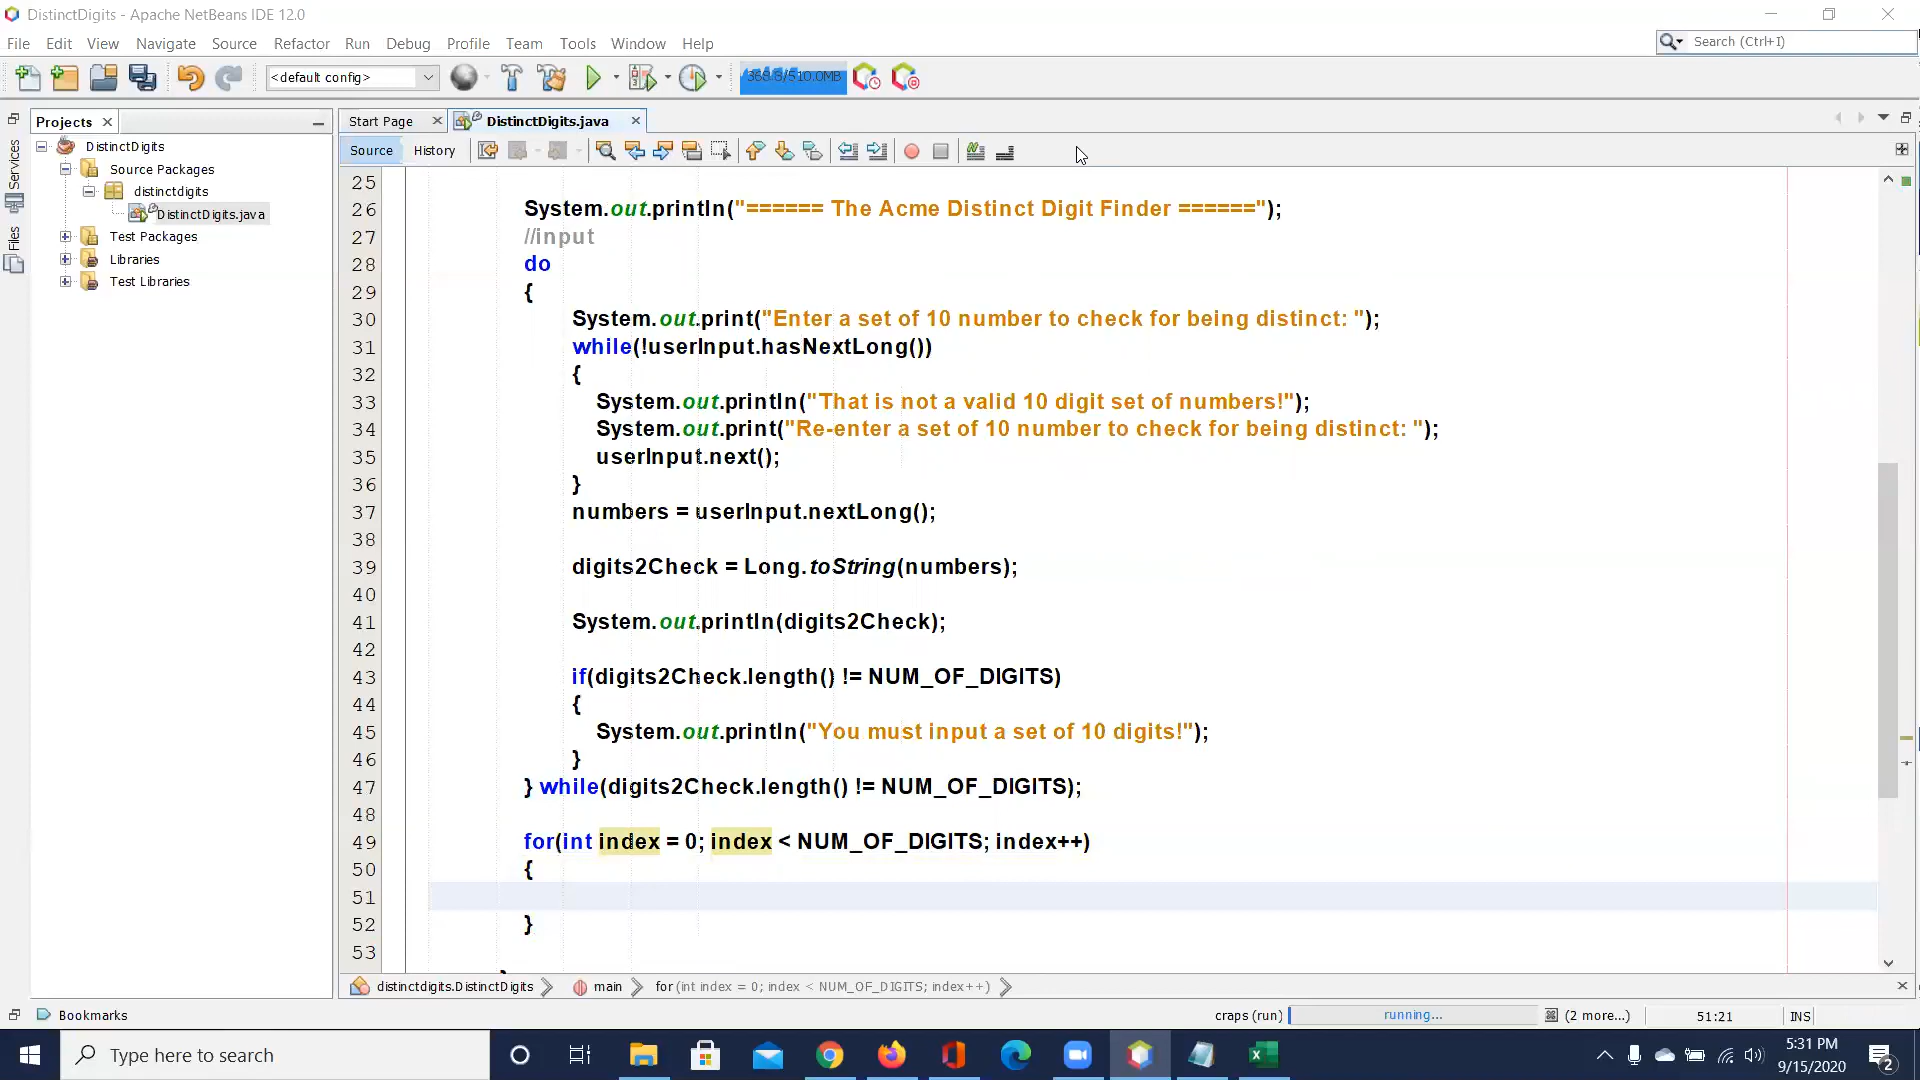 DistinctDigits - Apache NetBeans IDE 12.0
File Edit View Navigate Source Refactor Run Debug Profile Team Tools Window Help
Search (Ctrl+I)
<default config>
368.8/510.0MB
Projects
Start Page
DistinctDigits.java
Services
Files
DistinctDigits
Source Packages
distinctdigits
DistinctDigits.java
Test Packages
Libraries
Test Libraries
Source History
25
26 System.out.println("====== The Acme Distinct Digit Finder ======");
27 //input
28 do
29 {
30 System.out.print("Enter a set of 10 number to check for being distinct: ");
31 while(!userInput.hasNextLong())
32 {
33 System.out.println("That is not a valid 10 digit set of numbers!");
34 System.out.print("Re-enter a set of 10 number to check for being distinct: ");
35 userInput.next();
36 }
37 numbers = userInput.nextLong();
38
39 digits2Check = Long.toString(numbers);
40
41 System.out.println(digits2Check);
42
43 if(digits2Check.length() != NUM_OF_DIGITS)
44 {
45 System.out.println("You must input a set of 10 digits!");
46 }
47 } while(digits2Check.length() != NUM_OF_DIGITS);
48
49 for(int index = 0; index < NUM_OF_DIGITS; index++)
50 {
51
52 }
53
distinctdigits.DistinctDigits main for (int index = 0; index < NUM_OF_DIGITS; index++)
Bookmarks
craps (run) running... (2 more...) 51:21 INS
Type here to search
5:31 PM
9/15/2020
2